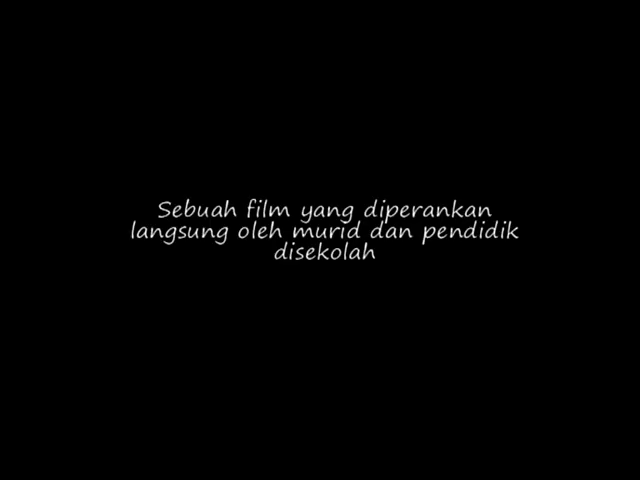 Sebuah film yang diperankan
langsung oleh murid dan pendidik
disekolah